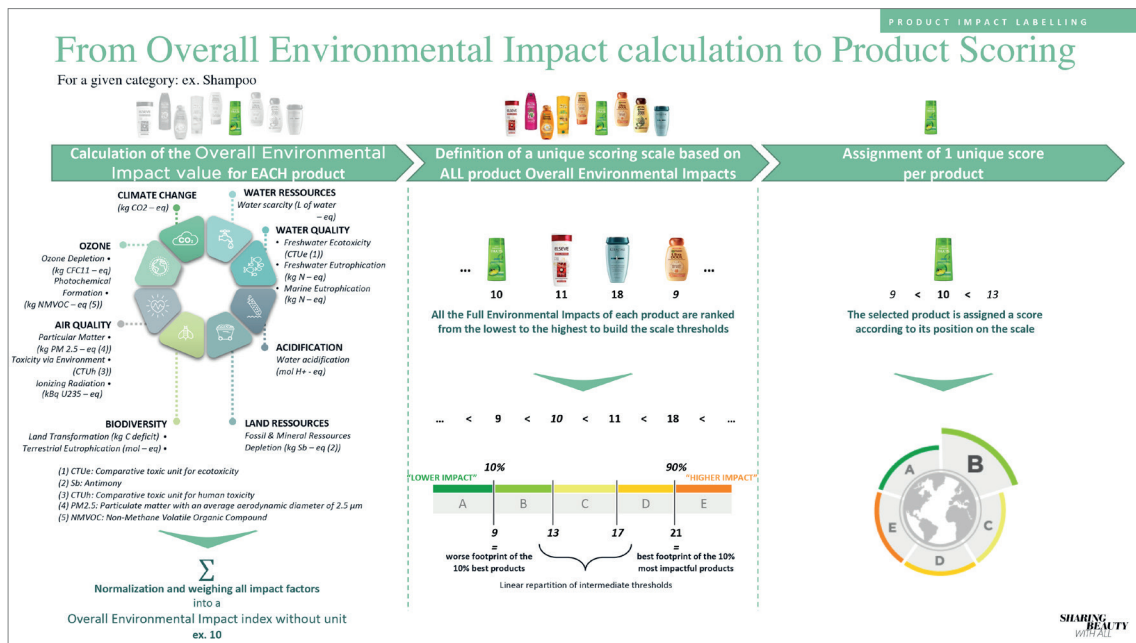 PRODUCT IMPACT LABELLING
From Overall Environmental Impact calculation to Product Scoring
For a given category: ex. Shampoo
Calculation of the Overall Environmental
Impact value for EACH product
CLIMATE CHANGE
(kg CO2 – eq)
WATER RESSOURCES
Water scarcity (L of water
– eq)
WATER QUALITY
• Freshwater Ecotoxicity
(CTUe (1))
• Freshwater Eutrophication
(kg N – eq)
• Marine Eutrophication
(kg N – eq)
OZONE
Ozone Depletion •
(kg CFC11 – eq)
Photochemical
Formation •
(kg NMVOC – eq (5))
CO₂
AIR QUALITY
Particular Matter •
(kg PM 2.5 – eq (4))
Toxicity via Environment •
(CTUh (3))
Ionizing Radiation •
(kBq U235 – eq)
ACIDIFICATION
Water acidification
(mol H+ - eq)
BIODIVERSITY
Land Transformation (kg C deficit) •
Terrestrial Eutrophication (mol – eq) •
LAND RESSOURCES
Fossil & Mineral Ressources
Depletion (kg Sb – eq (2))
(1) CTUe: Comparative toxic unit for ecotoxicity
(2) Sb: Antimony
(3) CTUh: Comparative toxic unit for human toxicity
(4) PM2.5: Particulate matter with an average aerodynamic diameter of 2.5 µm
(5) NMVOC: Non-Methane Volatile Organic Compound
∑
Normalization and weighing all impact factors
into a
Overall Environmental Impact index without unit
ex. 10
Definition of a unique scoring scale based on
ALL product Overall Environmental Impacts
ELSEVE
... ...
10 11 18 9
All the Full Environmental Impacts of each product are ranked
from the lowest to the highest to build the scale thresholds
... < 9 < 10 < 11 < 18 < ...
10% 90%
"LOWER IMPACT" "HIGHER IMPACT"
A B C D E
9 13 17 21
= =
worse footprint of the
10% best products
best footprint of the 10%
most impactful products
Linear repartition of intermediate thresholds
Assignment of 1 unique score
per product
9 < 10 < 13
The selected product is assigned a score
according to its position on the scale
A
B
C
D
E
SHARING
BEAUTY
WITH ALL